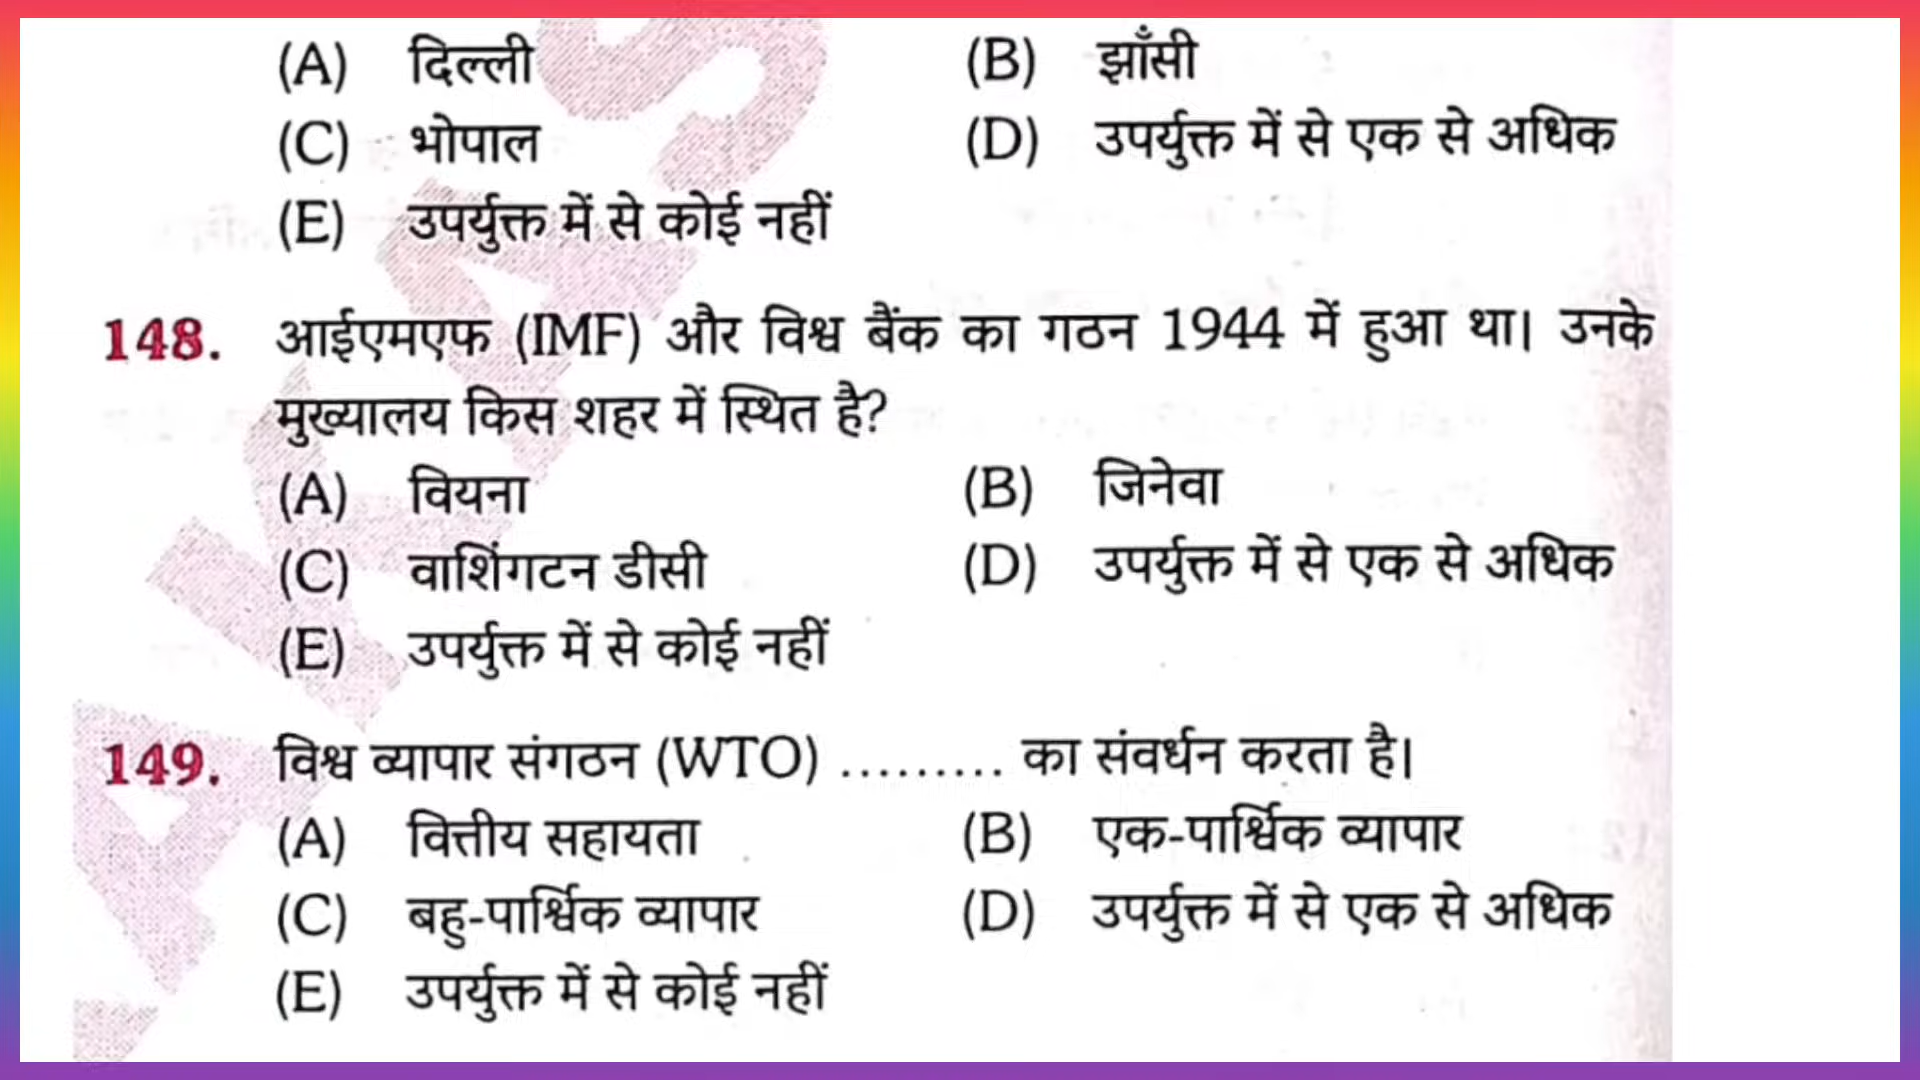 (A) दिल्ली (B) झाँसी
(C) भोपाल (D) उपर्युक्त में से एक से अधिक
(E) उपर्युक्त में से कोई नहीं
148. आईएमएफ (IMF) और विश्व बैंक का गठन 1944 में हुआ था। उनके
मुख्यालय किस शहर में स्थित है?
(A) वियना (B) जिनेवा
(C) वाशिंगटन डीसी (D) उपर्युक्त में से एक से अधिक
(E) उपर्युक्त में से कोई नहीं
149. विश्व व्यापार संगठन (WTO) ......... का संवर्धन करता है।
(A) वित्तीय सहायता (B) एक-पार्श्विक व्यापार
(C) बहु-पार्श्विक व्यापार (D) उपर्युक्त में से एक से अधिक
(E) उपर्युक्त में से कोई नहीं